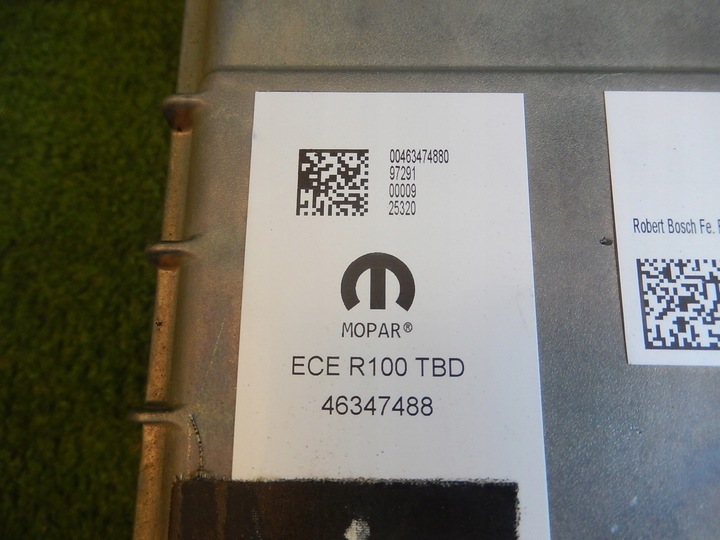 00463474880
97291
00009
25320
MOPAR®
ECE R100 TBD
46347488
Robert Bosch Fe.